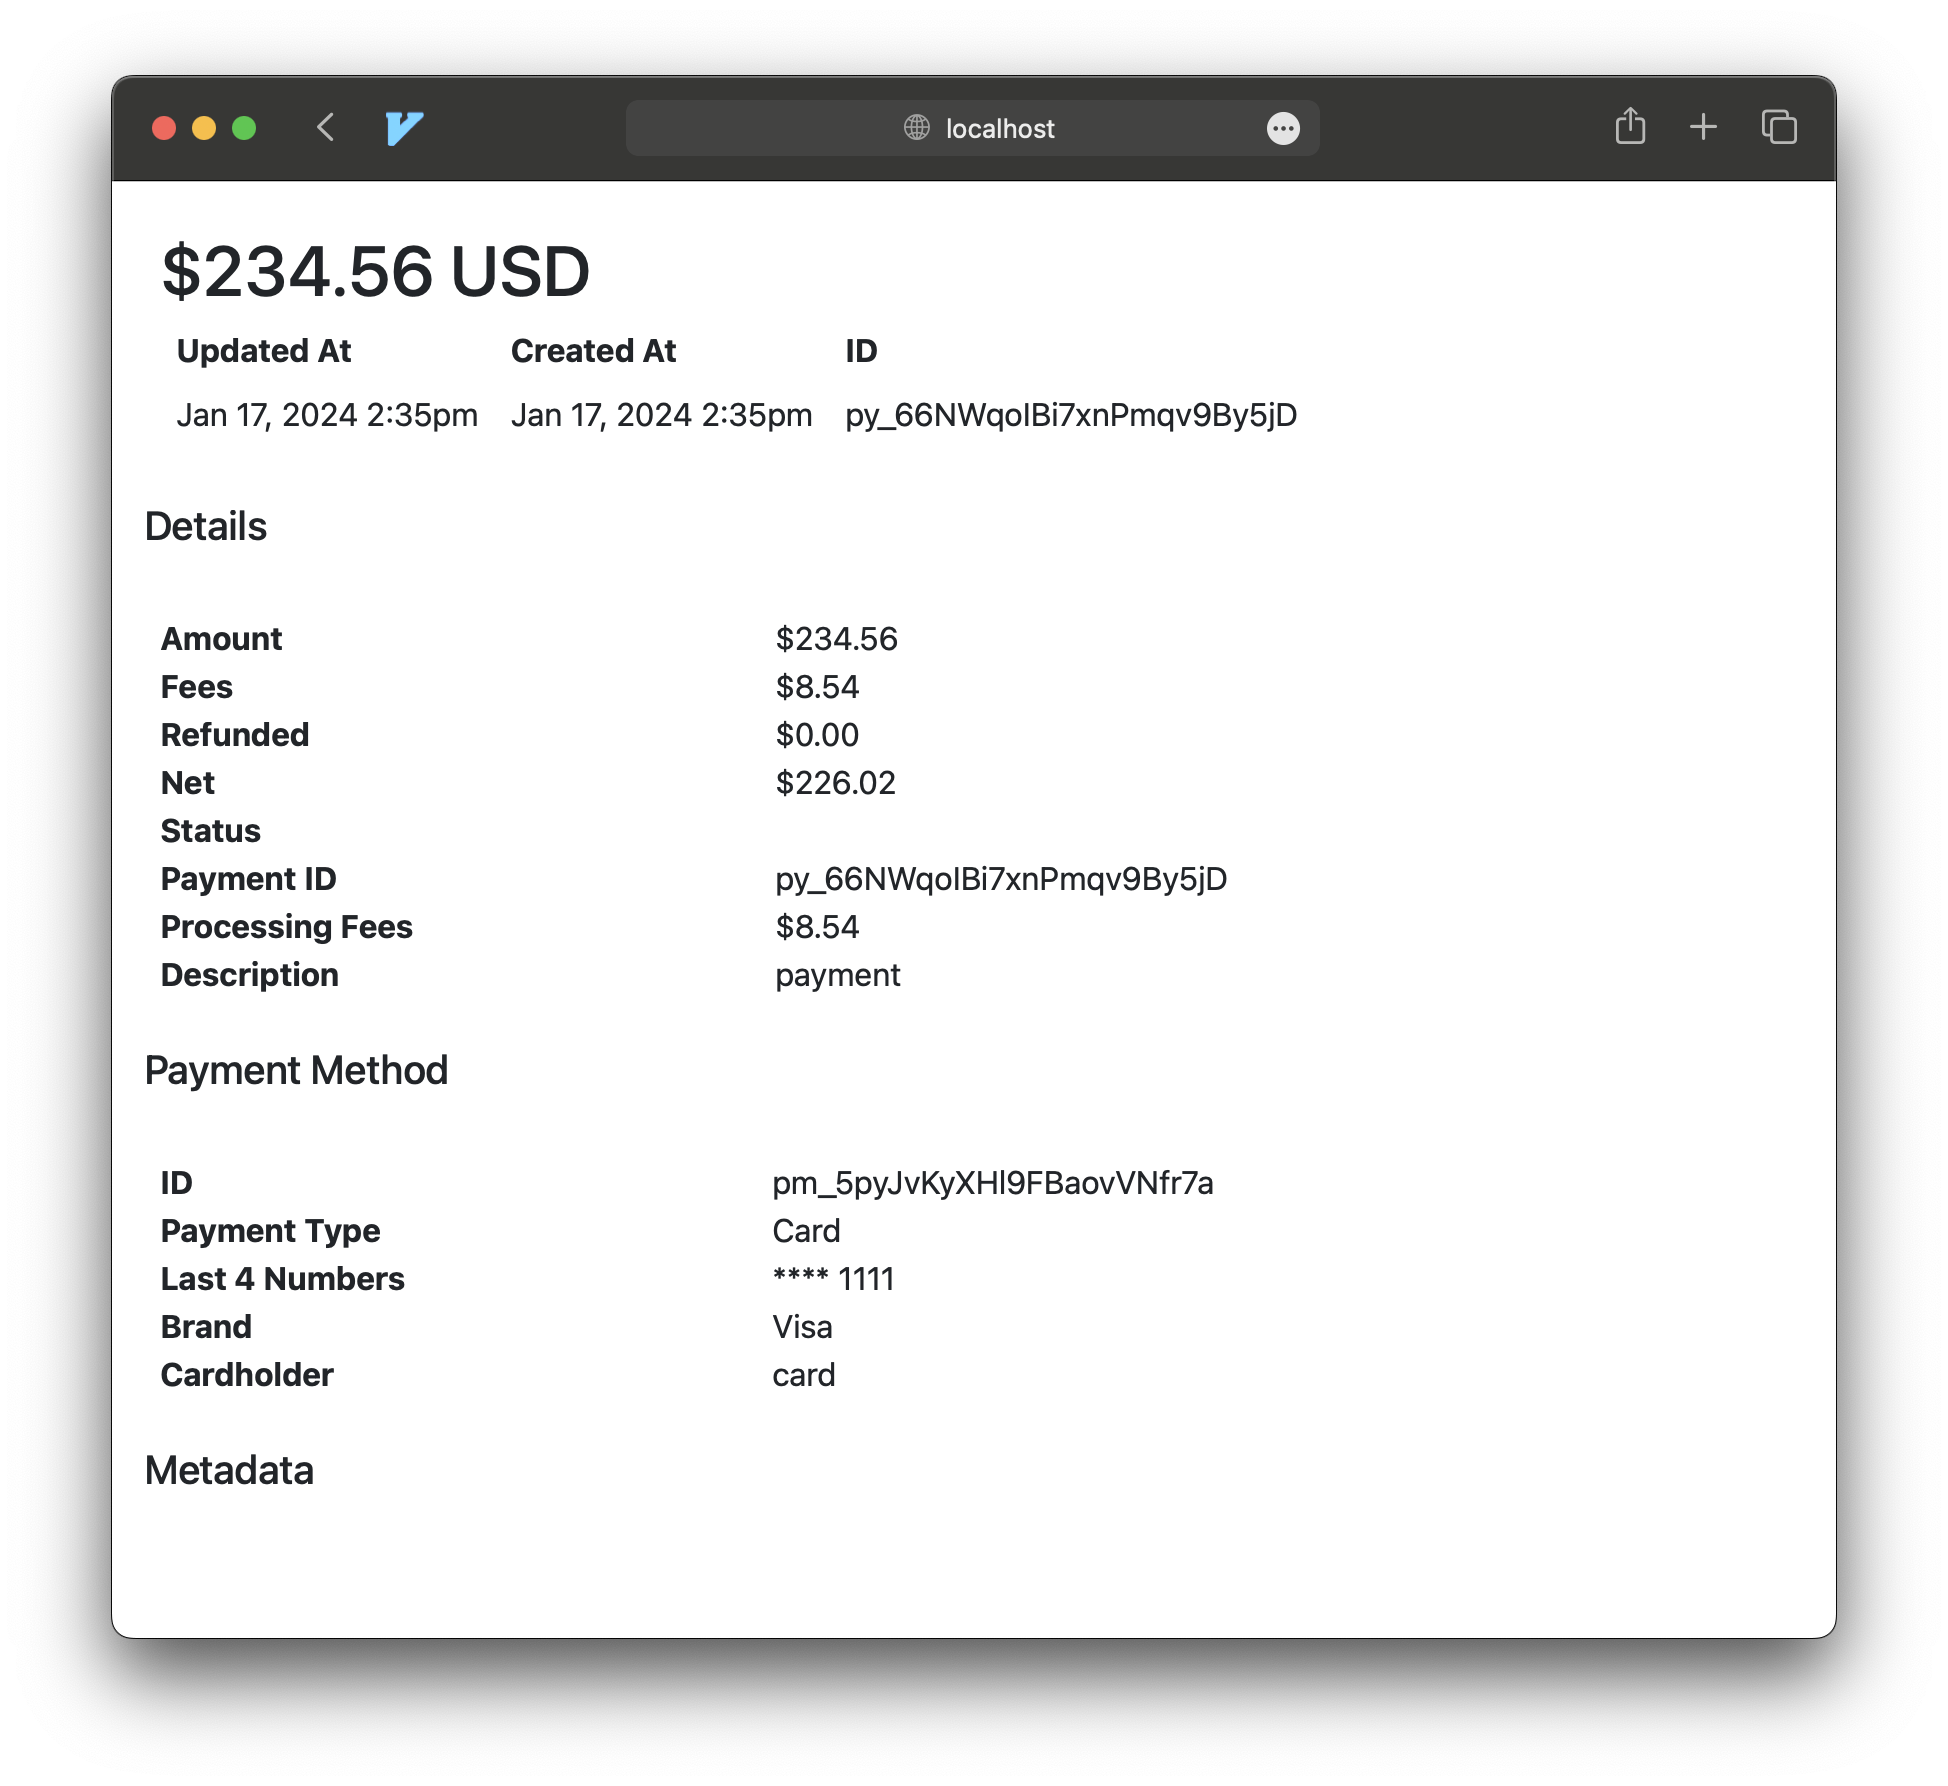 localhost
$234.56 USD
Updated At Created At ID
Jan 17, 2024 2:35pm Jan 17, 2024 2:35pm py_66NWqoIBi7xnPmqv9By5jD
Details
Amount $234.56
Fees $8.54
Refunded $0.00
Net $226.02
Status
Payment ID py_66NWqoIBi7xnPmqv9By5jD
Processing Fees $8.54
Description payment
Payment Method
ID pm_5pyJvKyXHl9FBaovVNfr7a
Payment Type Card
Last 4 Numbers **** 1111
Brand Visa
Cardholder card
Metadata